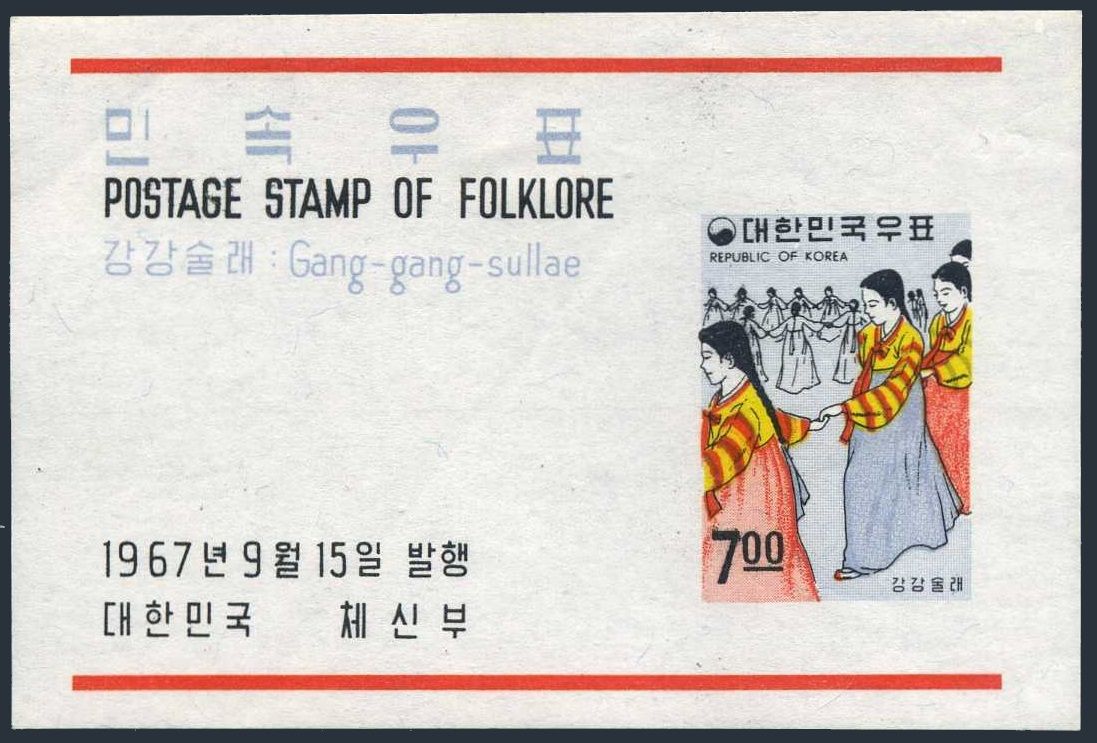 민속우표
POSTAGE STAMP OF FOLKLORE
강강술래 : Gang-gang-sullae
대한민국우표
REPUBLIC OF KOREA
700
강강술래
1967년 9월 15일 발행
대한민국 체신부